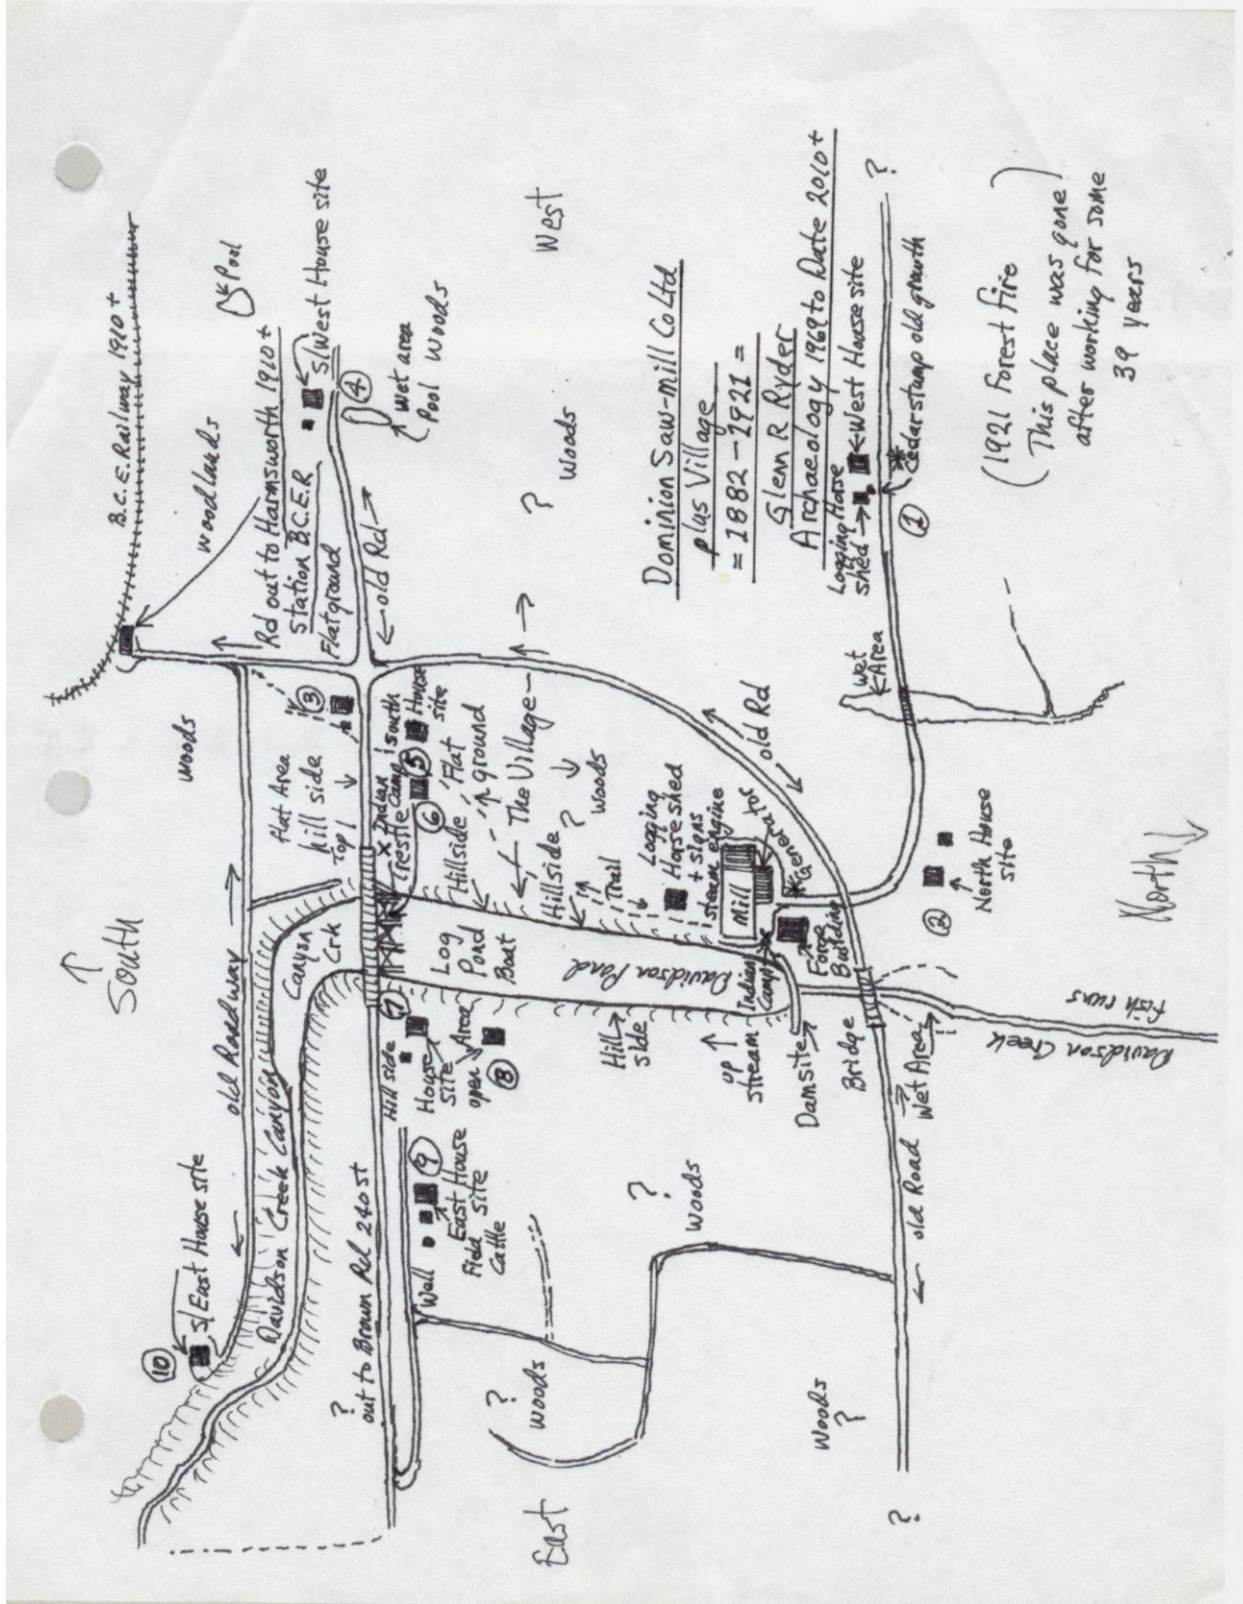 ↑
South
B.C.E. Railway 1910+
woodlands
Pool
Rd out to Harmsworth 1910+
Station B.C.E.R
Flatground
S/West House site
④
Wet area
Pool
Woods
← old Rd →
West
Woods
?
Woods
Flat Area
hill side
Top
③
X Indian
Camp
Trestle
South
House
site
⑤
⑥
Flat
ground
Hillside
The Village
Hillside
?
Woods
Trail
Logging
Horse shed
+ signs
steam engine
Mill
Generator
Forge
Building
Indian
Camp
old Rd
Dominion Saw-mill Co Ltd
plus Village
= 1882-1921 =
Glenn R Ryder
Archaeology 1969 to Date 2010+
Logging Horse
shed →
← West House site
Cedar stump old growth
①
?
Wet
Area
(1921 Forest fire)
(This place was gone)
after working for some
39 years
②
North House
site
North
old Roadway
Canyon
Crk
Davidson Creek Canyon
⑩
S/East House site
Log
Pond
Boat
Davidson Pond
⑦
Hill side
House
site
Area
open
⑧
Hill
side
up
stream
Damsite
Bridge
Wet Area
Davidson Creek
Fish runs
?
out to Brown Rd 240 st
Well
⑨
East House
site
Field
Cattle
?
Woods
?
Woods
old Road
Woods
?
East
?